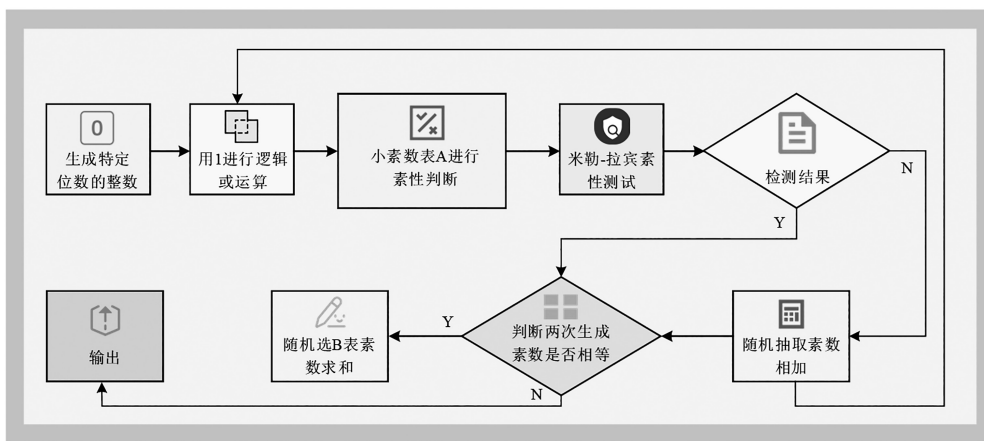 0
生成特定
位数的整数
用1进行逻辑
或运算
小素数表A进行
素性判断
米勒-拉宾素
性测试
检测结果
N
Y
输出
随机选B表素
数求和
Y
判断两次生成
素数是否相等
N
随机抽取素数
相加